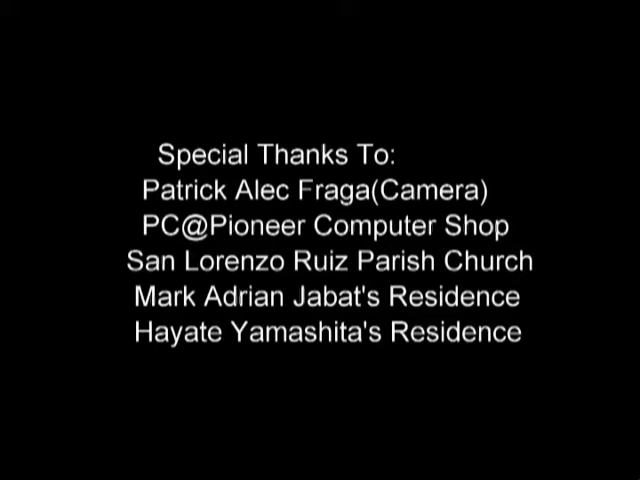 Special Thanks To:
Patrick Alec Fraga(Camera)
PC@Pioneer Computer Shop
San Lorenzo Ruiz Parish Church
Mark Adrian Jabat's Residence
Hayate Yamashita's Residence